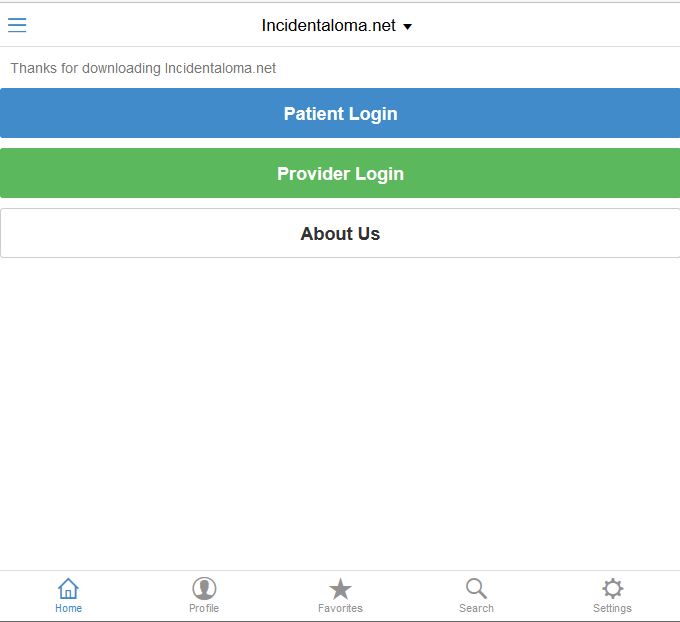 Incidentaloma.net
Thanks for downloading Incidentaloma.net
Patient Login
Provider Login
About Us
Home Profile Favorites Search Settings